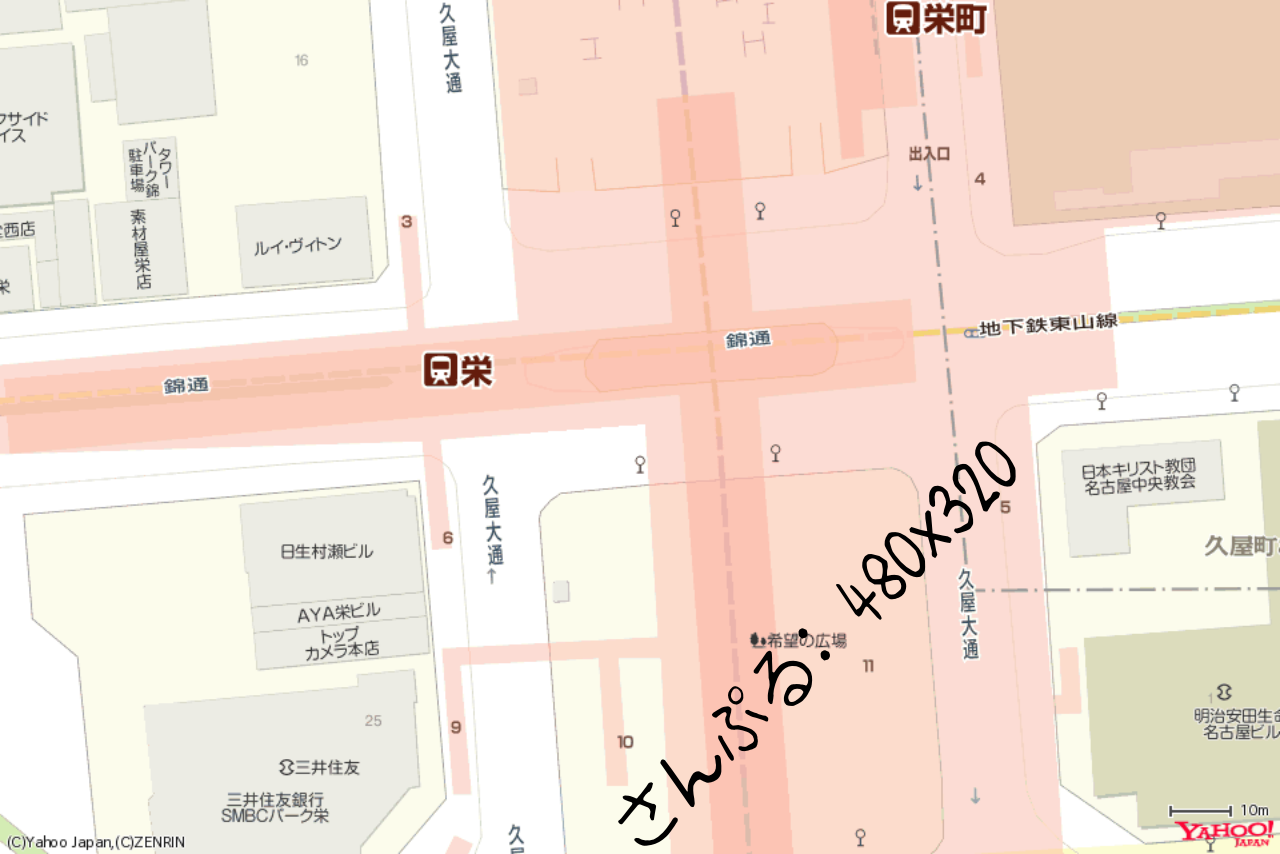 栄町
久屋大通
16
出入口
↓
4
タワーパーク錦駐車場
素材屋栄店
ルイ・ヴィトン
3
錦通
栄
錦通
地下鉄東山線
日本キリスト教団
名古屋中央教会
久屋大通
↑
6
5
日生村瀬ビル
AYA栄ビル
トップ
カメラ本店
久屋町
久屋大通
希望の広場
11
さんぷる：480x320
25
9
10
三井住友
三井住友銀行
SMBCパーク栄
1
明治安田生命
名古屋ビル
↓
10m
YAHOO!
JAPAN
久
(C)Yahoo Japan,(C)ZENRIN